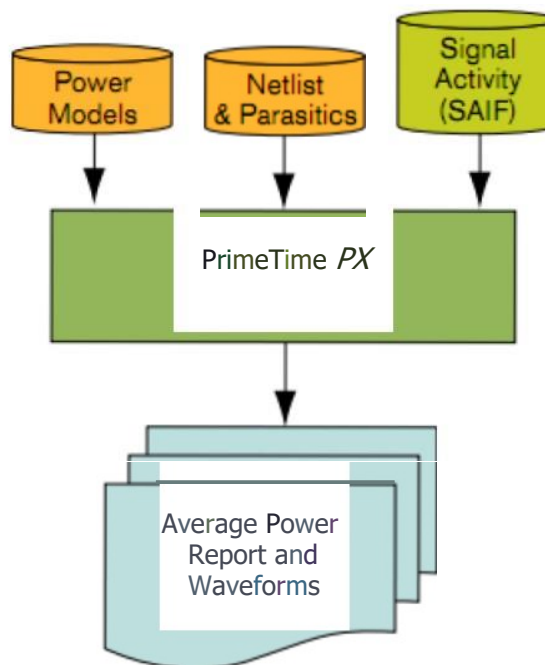 Power
Models
Netlist
& Parasitics
Signal
Activity
(SAIF)
PrimeTime PX
Average Power
Report and
Waveforms